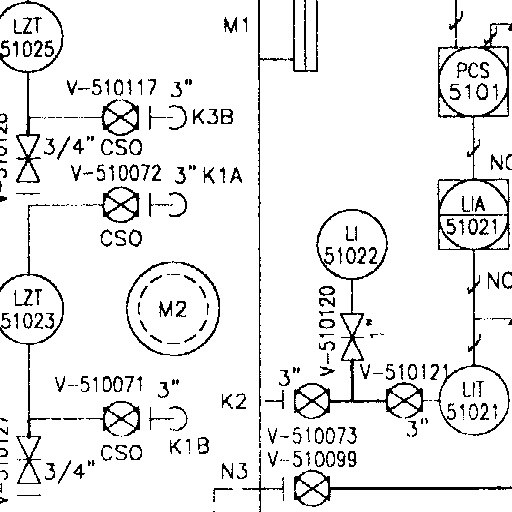 LZT
51025
M1
PCS
5101
V-510117 3"
K3B
3/4"
CSO
V-510072 3" K1A
CSO
LIA
51021
LI
51022
LZT
51023
M2
V-510120
1"
V-510071 3"
K1B
CSO
3/4"
K2
3"
V-510121
3"
LIT
51021
V-510073
V-510099
N3